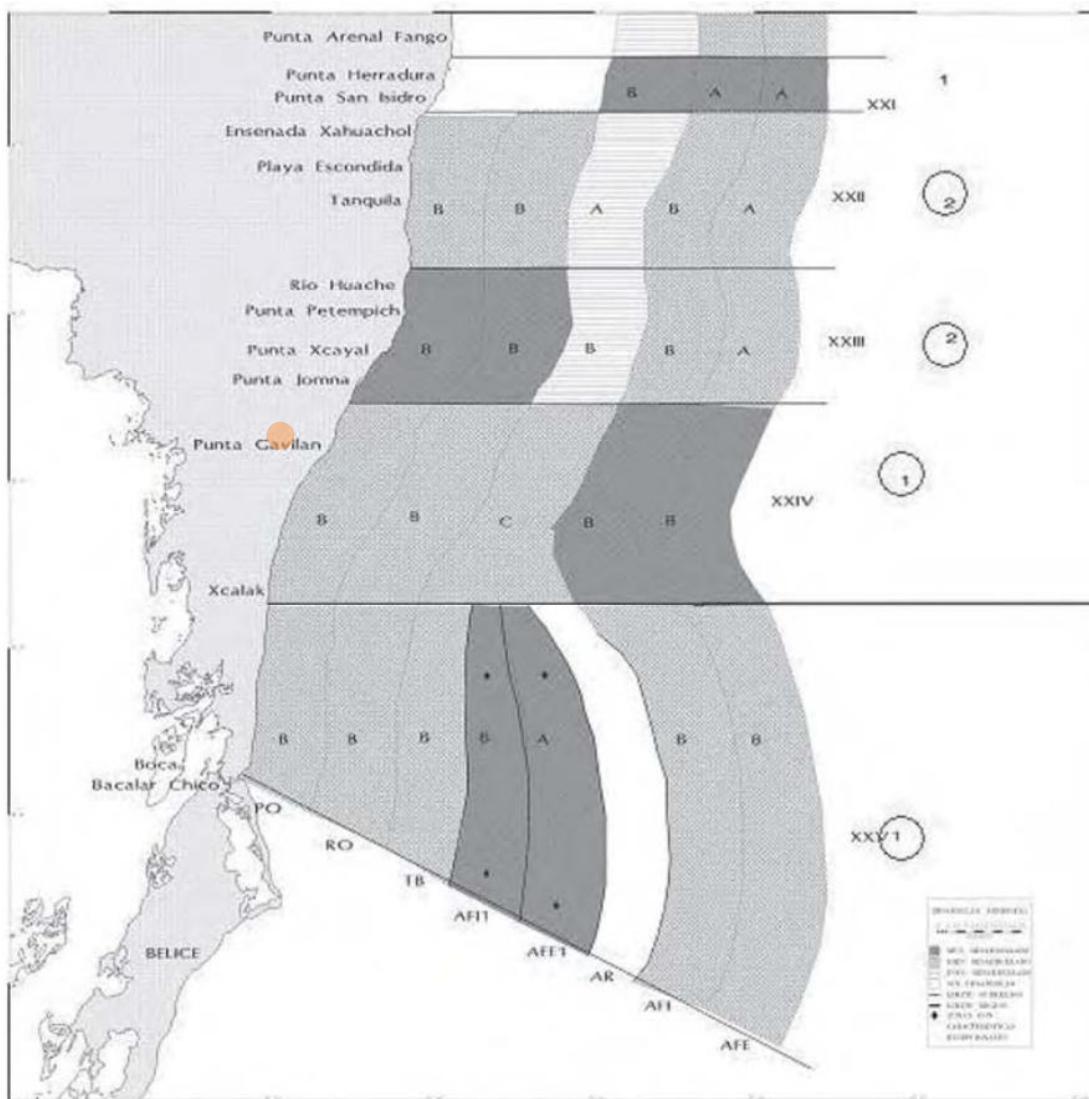 Punta Arenal Fango
Punta Herradura
1
Punta San Isidro
B A A
XXI
Ensenada Xahuachol
Playa Escondida
Tanquila
B B A B A
XXII
2
Río Huache
Punta Petempich
Punta Xcayal
B B B B A
XXIII
2
Punta Jomna
Punta Gavilan
B B C B B
XXIV
1
Xcalak
B B B B A B B
Boca
Bacalar Chico
PO
RO
XXV
1
TB
AFI1
AFE1
BELICE
AR
AFI
AFE